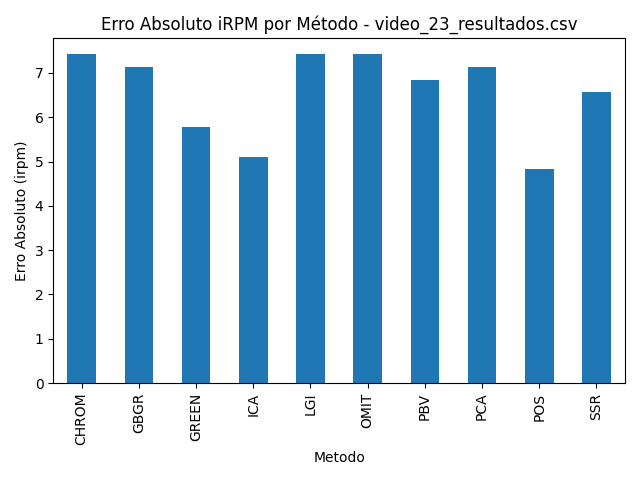 Erro Absoluto iRPM por Método - video_23_resultados.csv
Erro Absoluto (irpm)
7
6
5
4
3
2
1
0
CHROM
GBGR
GREEN
ICA
LGI
OMIT
PBV
PCA
POS
SSR
Metodo